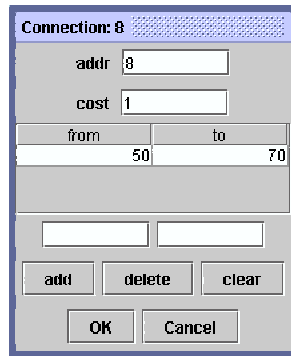 Connection: 8
addr 8
cost 1
from to
50 70
add delete clear
OK Cancel